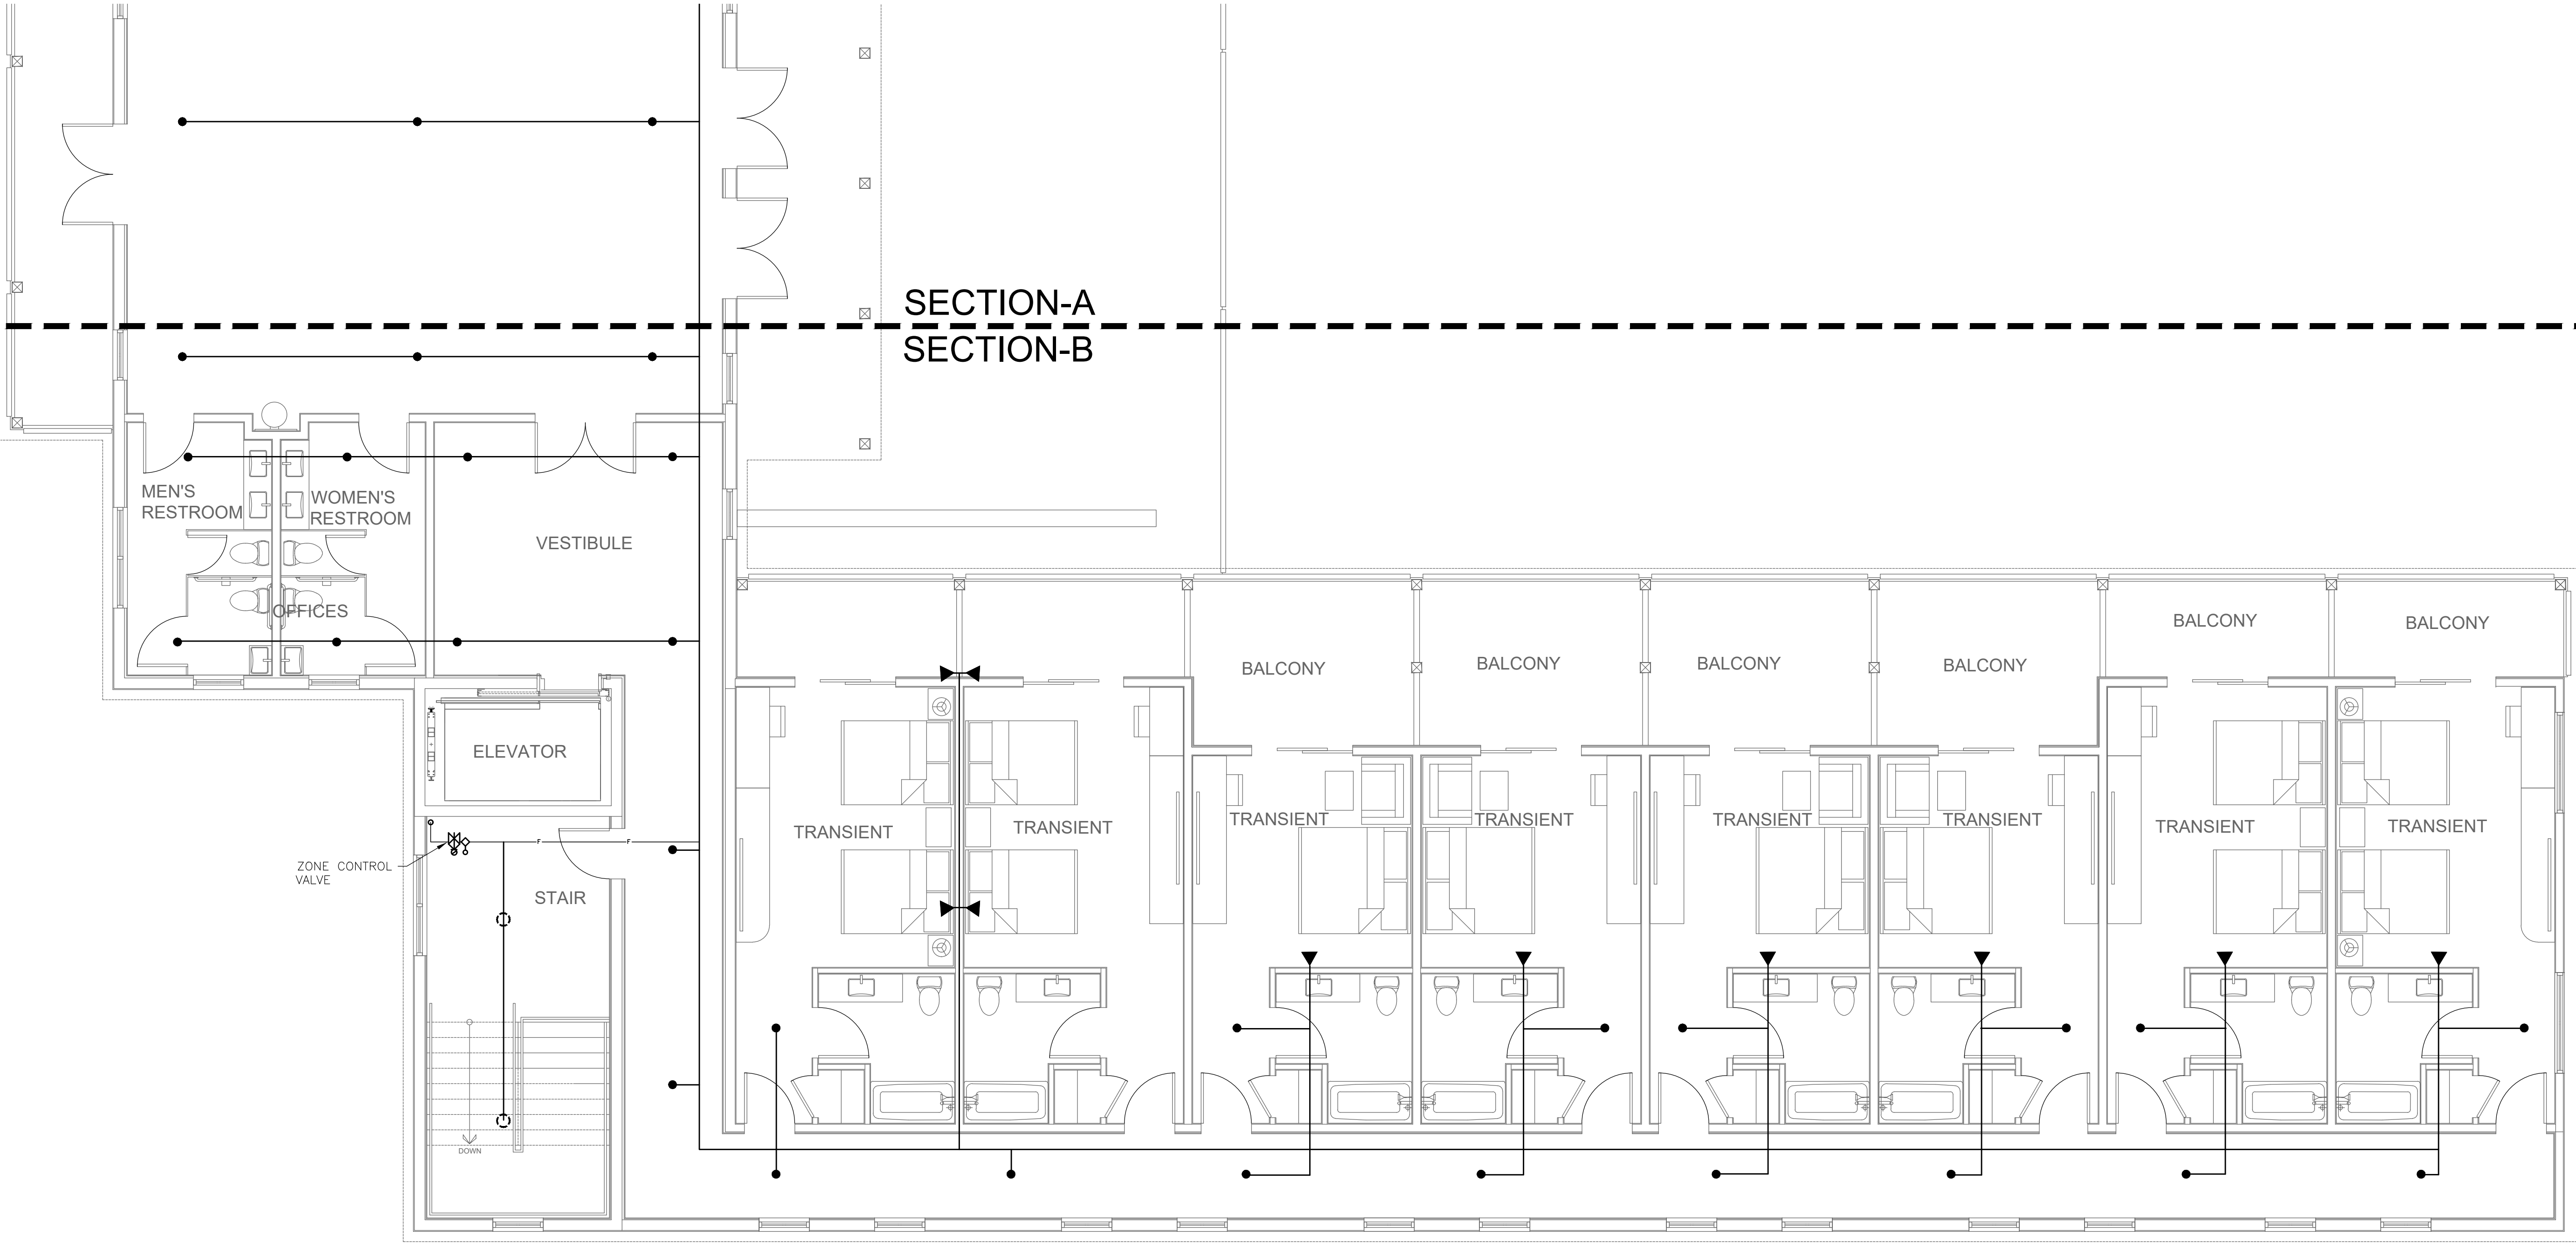 SECTION-A
SECTION-B
MEN'S
RESTROOM
WOMEN'S
RESTROOM
VESTIBULE
OFFICES
BALCONY
BALCONY
BALCONY
BALCONY
BALCONY
BALCONY
ELEVATOR
TRANSIENT
TRANSIENT
TRANSIENT
TRANSIENT
TRANSIENT
TRANSIENT
TRANSIENT
TRANSIENT
F
F
ZONE CONTROL
VALVE
STAIR
DOWN